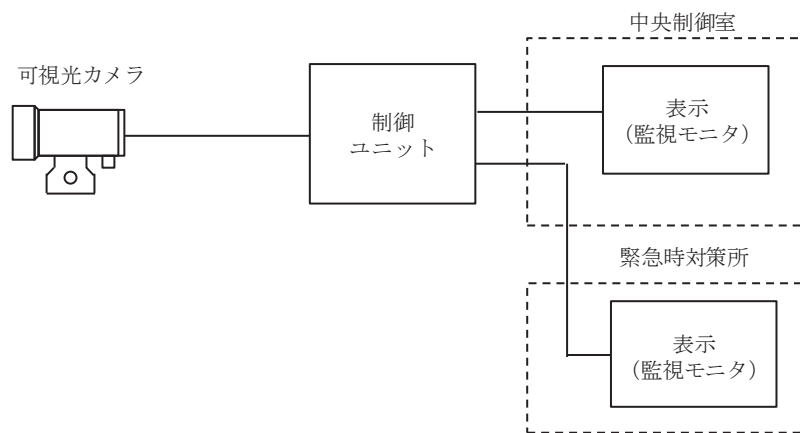 中央制御室
可視光カメラ
制御
ユニット
表示
（監視モニタ）
緊急時対策所
表示
（監視モニタ）